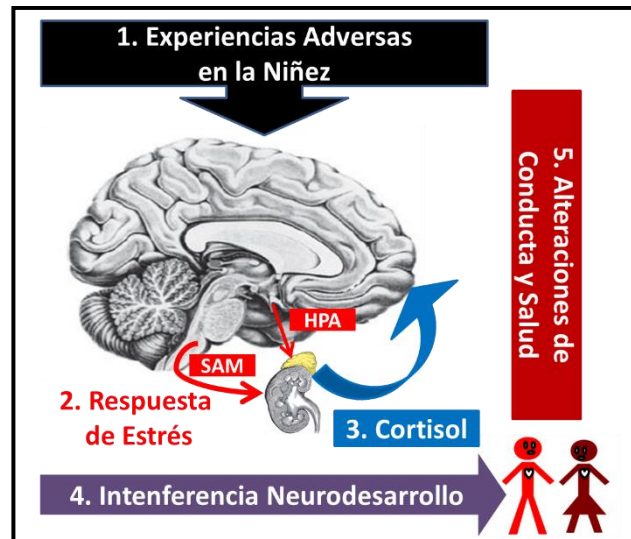 1. Experiencias Adversas
en la Niñez
HPA
SAM
2. Respuesta
de Estrés
3. Cortisol
4. Intenferencia Neurodesarrollo
5. Alteraciones de
Conducta y Salud